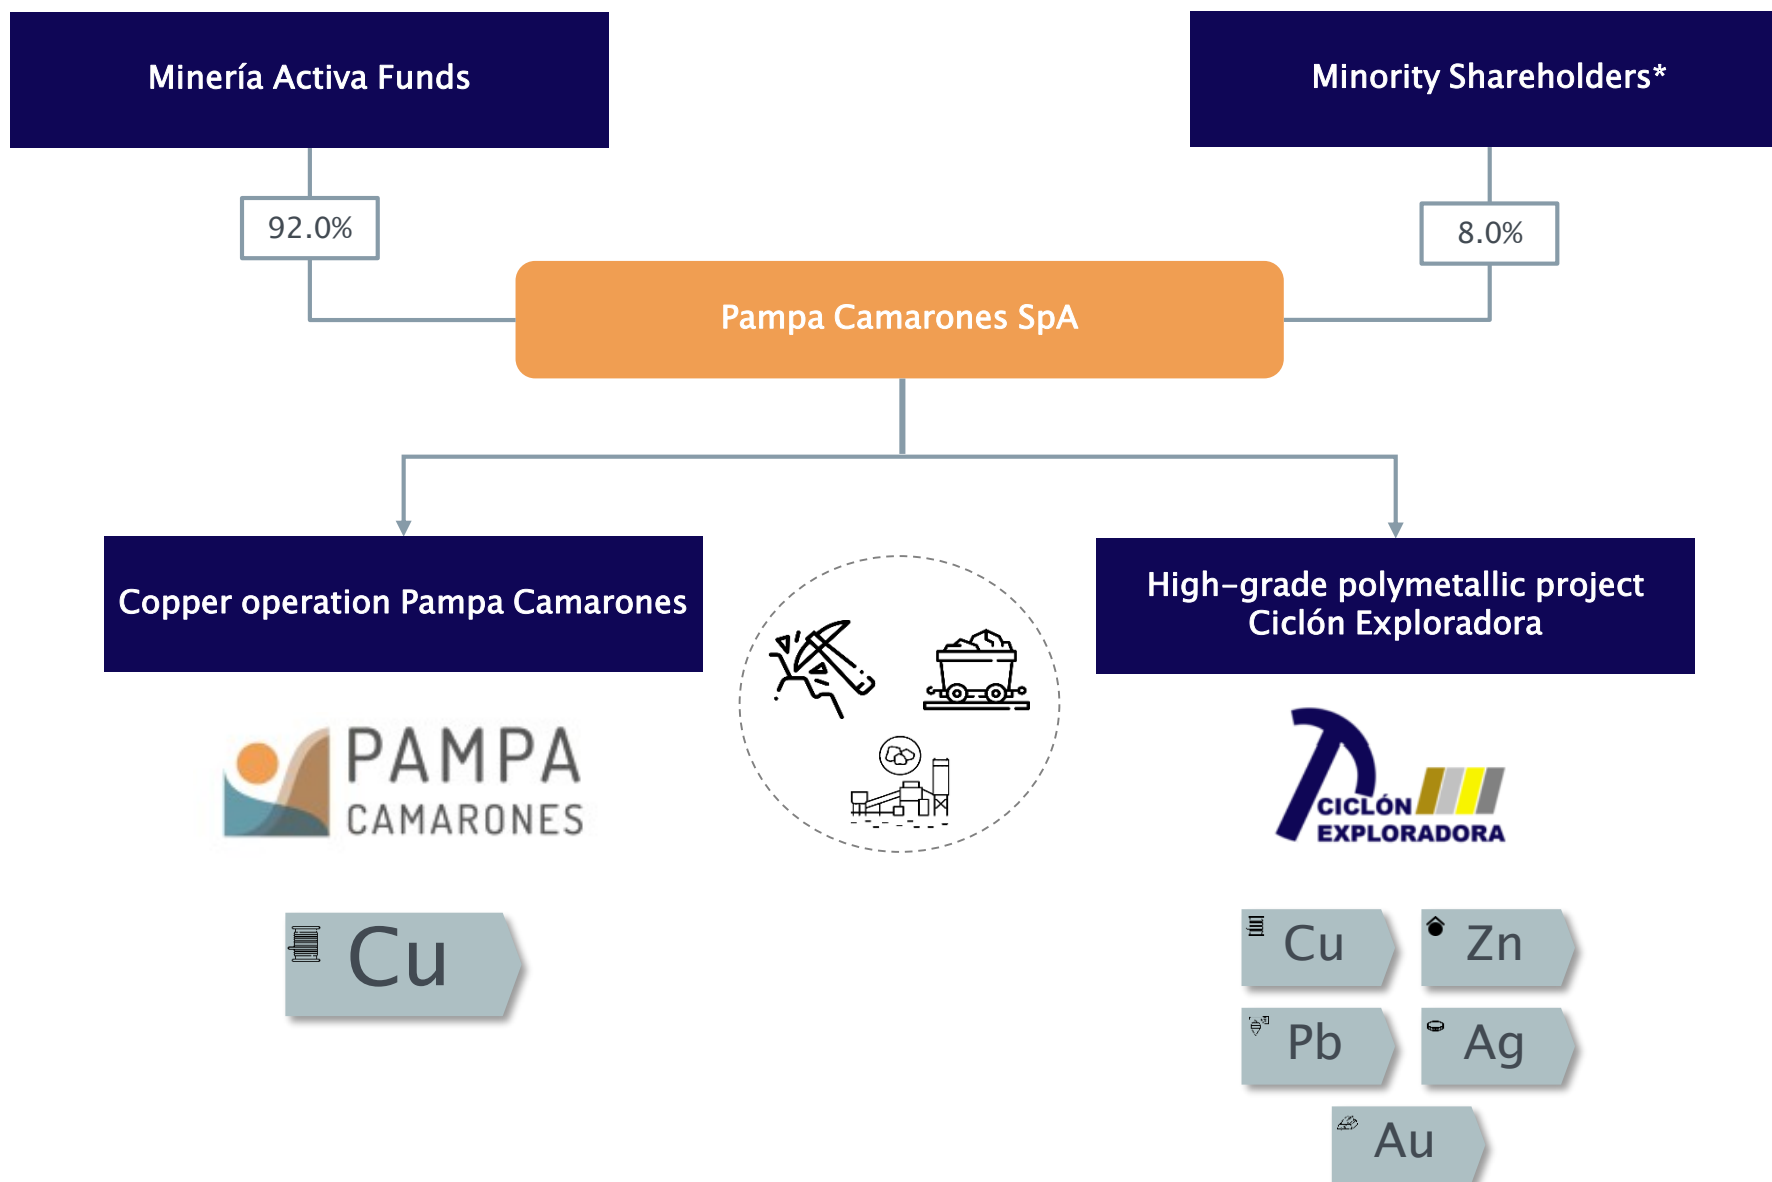 Minería Activa Funds
Minority Shareholders*
92.0%
8.0%
Pampa Camarones SpA
Copper operation Pampa Camarones
High-grade polymetallic project
Ciclón Exploradora
PAMPA
CAMARONES
CICLÓN
EXPLORADORA
Cu
Cu
Zn
Pb
Ag
Au